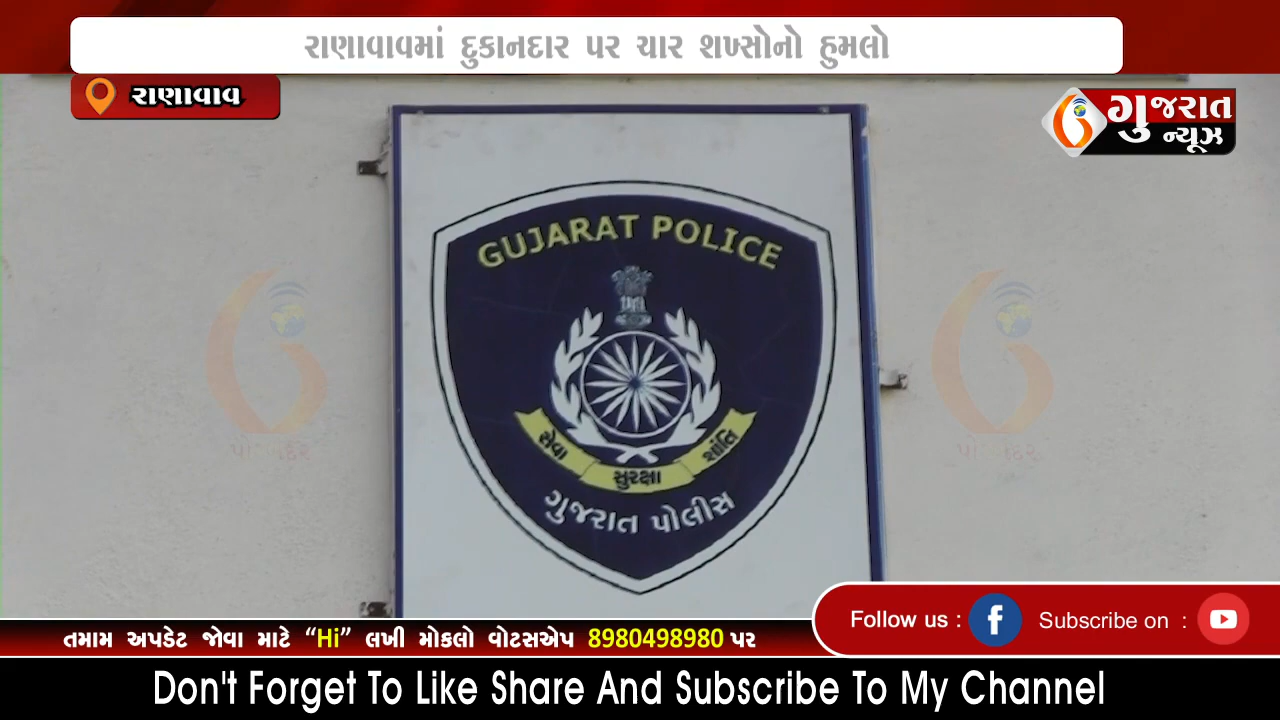 રાણાવાવમાં દુકાનદાર પર ચાર શખ્સોનો હુમલો
રાણાવાવ
ગુજરાત
ન્યૂઝ
GUJARAT POLICE
સેવા સુરક્ષા શાંતિ
ગુજરાત પોલીસ
Follow us :
Subscribe on :
તમામ અપડેટ જોવા માટે “Hi” લખી મોકલો વોટસએપ 8980498980 પર
Don't Forget To Like Share And Subscribe To My Channel